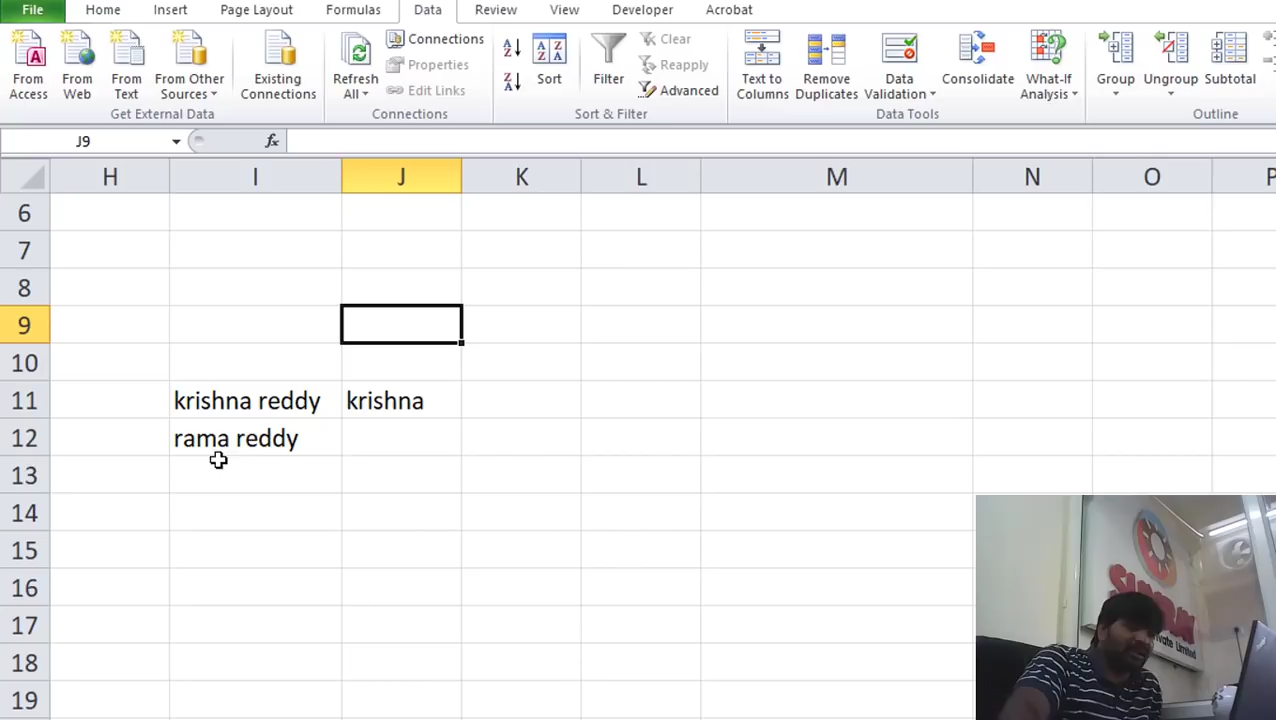 File Home Insert Page Layout Formulas Data Review View Developer Acrobat
From Access
From Web
From Text
From Other Sources
Existing Connections
Get External Data
Refresh All
Connections
Properties
Edit Links
Connections
Sort
Filter
Clear
Reapply
Advanced
Sort & Filter
Text to Columns
Remove Duplicates
Data Validation
Consolidate
What-If Analysis
Data Tools
Group
Ungroup
Subtotal
Outline
J9 fx
H I J K L M N O P
6
7
8
9
10
11 krishna reddy krishna
12 rama reddy
13
14
15
16
17
18
19
Private Limited